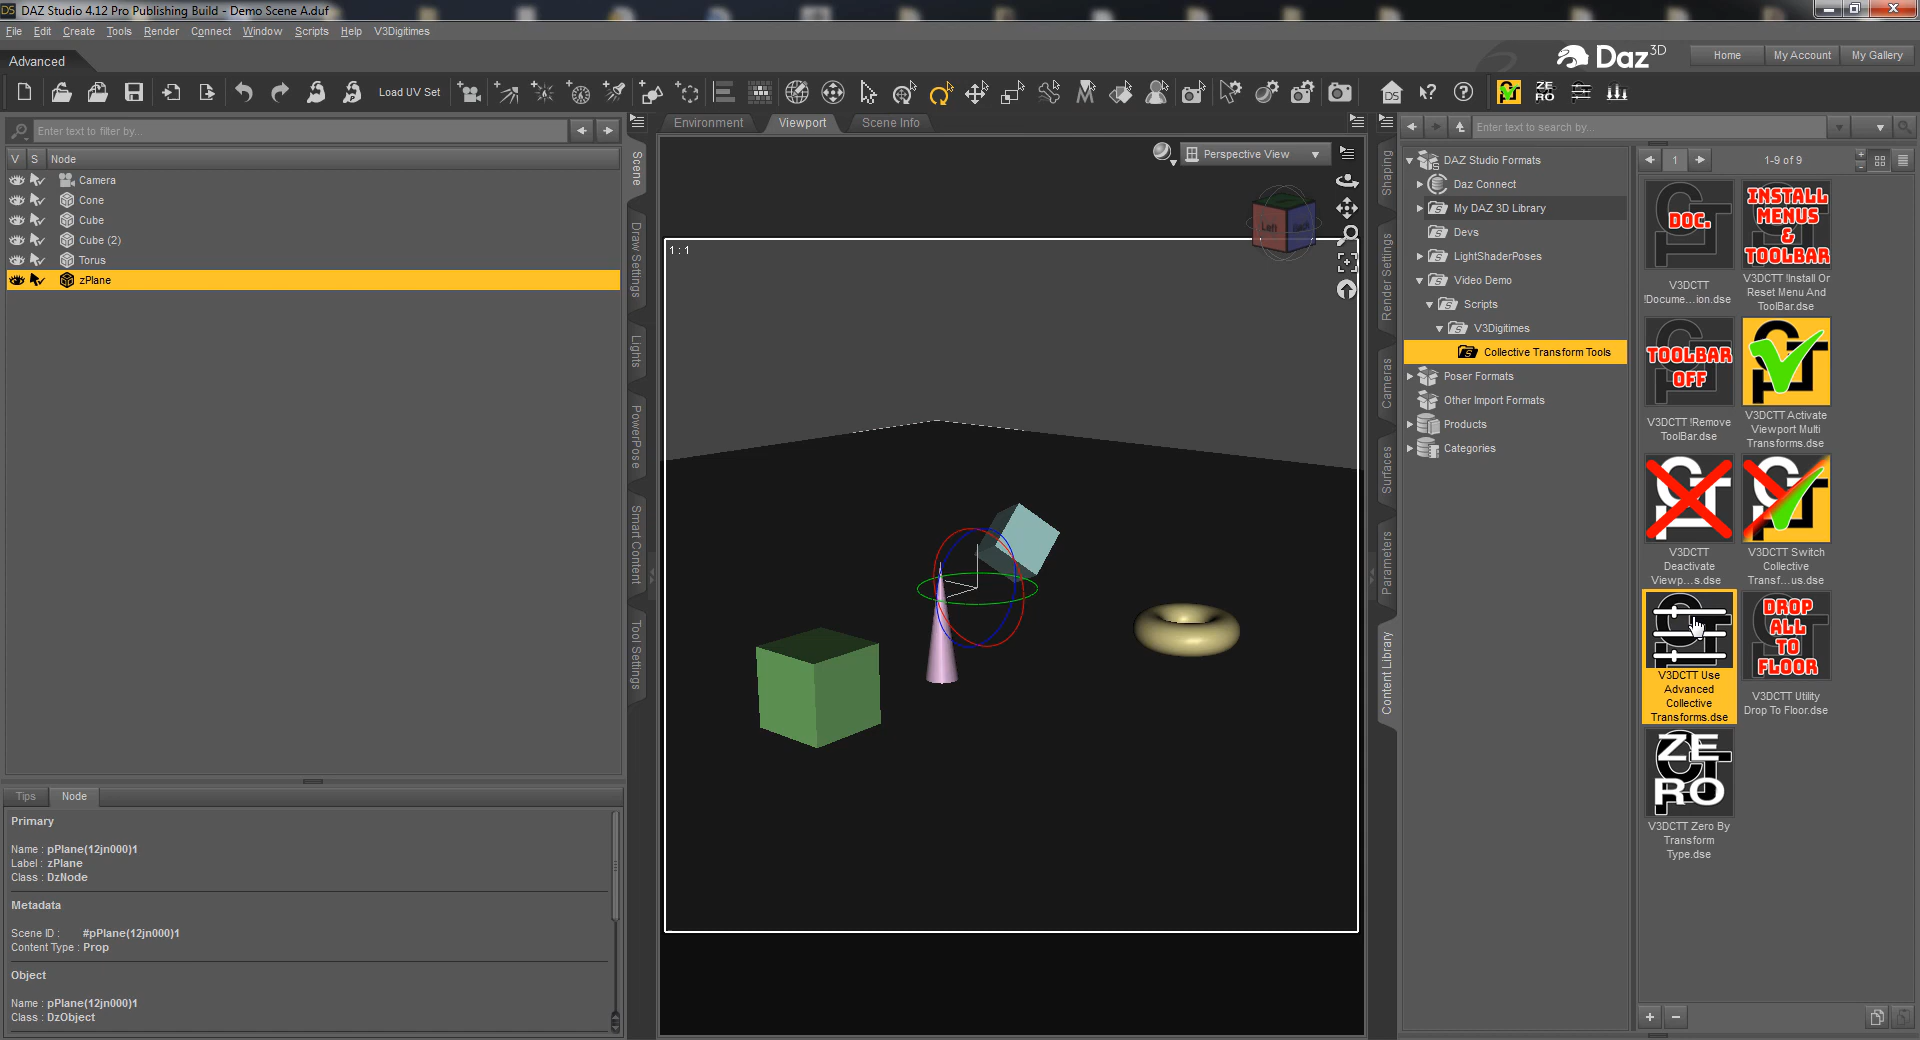 DAZ Studio 4.12 Pro Publishing Build - Demo Scene A.duf
File Edit Create Tools Render Connect Window Scripts Help V3Digitimes
Advanced
Daz 3D
Home
My Account
My Gallery
Load UV Set
DS
ZE
RO
Enter text to filter by...
Environment
Viewport
Scene Info
Enter text to search by...
V S Node
Camera
Cone
Cube
Cube (2)
Torus
zPlane
Scene
Draw Settings
Lights
PowerPose
Smart Content
Tool Settings
Perspective View
Left
1 : 1
Shaping
Render Settings
Cameras
Surfaces
Parameters
Content Library
DAZ Studio Formats
Daz Connect
My DAZ 3D Library
Devs
LightShaderPoses
Video Demo
Scripts
V3Digitimes
Collective Transform Tools
Poser Formats
Other Import Formats
Products
Categories
1
1-9 of 9
DOC.
V3DCTT
!Docume...ion.dse
INSTALL
MENUS
&
TOOLBAR
V3DCTT !Install Or
Reset Menu And
ToolBar.dse
TOOLBAR
OFF
V3DCTT !Remove
ToolBar.dse
V3DCTT Activate
Viewport Multi
Transforms.dse
V3DCTT
Deactivate
Viewp...s.dse
V3DCTT Switch
Collective
Transf...us.dse
V3DCTT Use
Advanced
Collective
Transforms.dse
DROP
ALL
TO
FLOOR
V3DCTT Utility
Drop To Floor.dse
ZE
RO
V3DCTT Zero By
Transform
Type.dse
Tips
Node
Primary
Name : pPlane(12jn000)1
Label : zPlane
Class : DzNode
Metadata
Scene ID : #pPlane(12jn000)1
Content Type : Prop
Object
Name : pPlane(12jn000)1
Class : DzObject